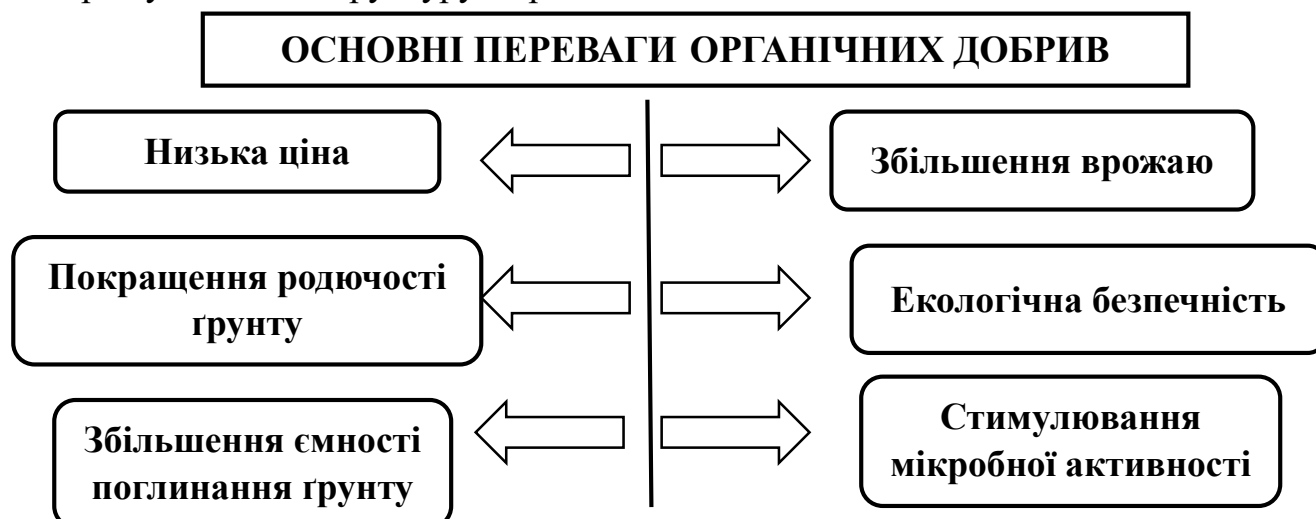 ОСНОВНІ ПЕРЕВАГИ ОРГАНІЧНИХ ДОБРИВ
Низька ціна
Збільшення врожаю
Покращення родючості
ґрунту
Екологічна безпечність
Збільшення ємності
поглинання ґрунту
Стимулювання
мікробної активності